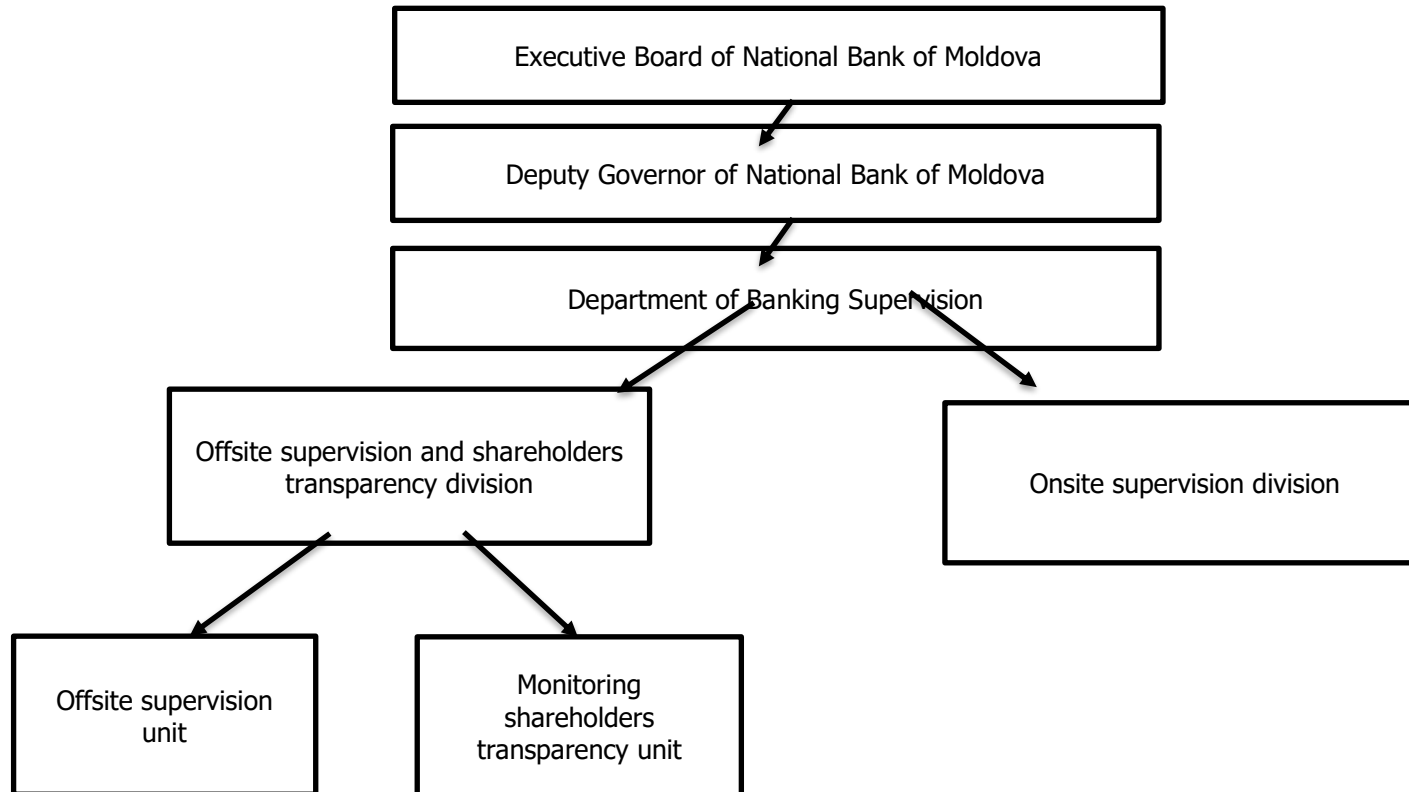 Executive Board of National Bank of Moldova
Deputy Governor of National Bank of Moldova
Department of Banking Supervision
Offsite supervision and shareholders
transparency division
Onsite supervision division
Offsite supervision
unit
Monitoring
shareholders
transparency unit